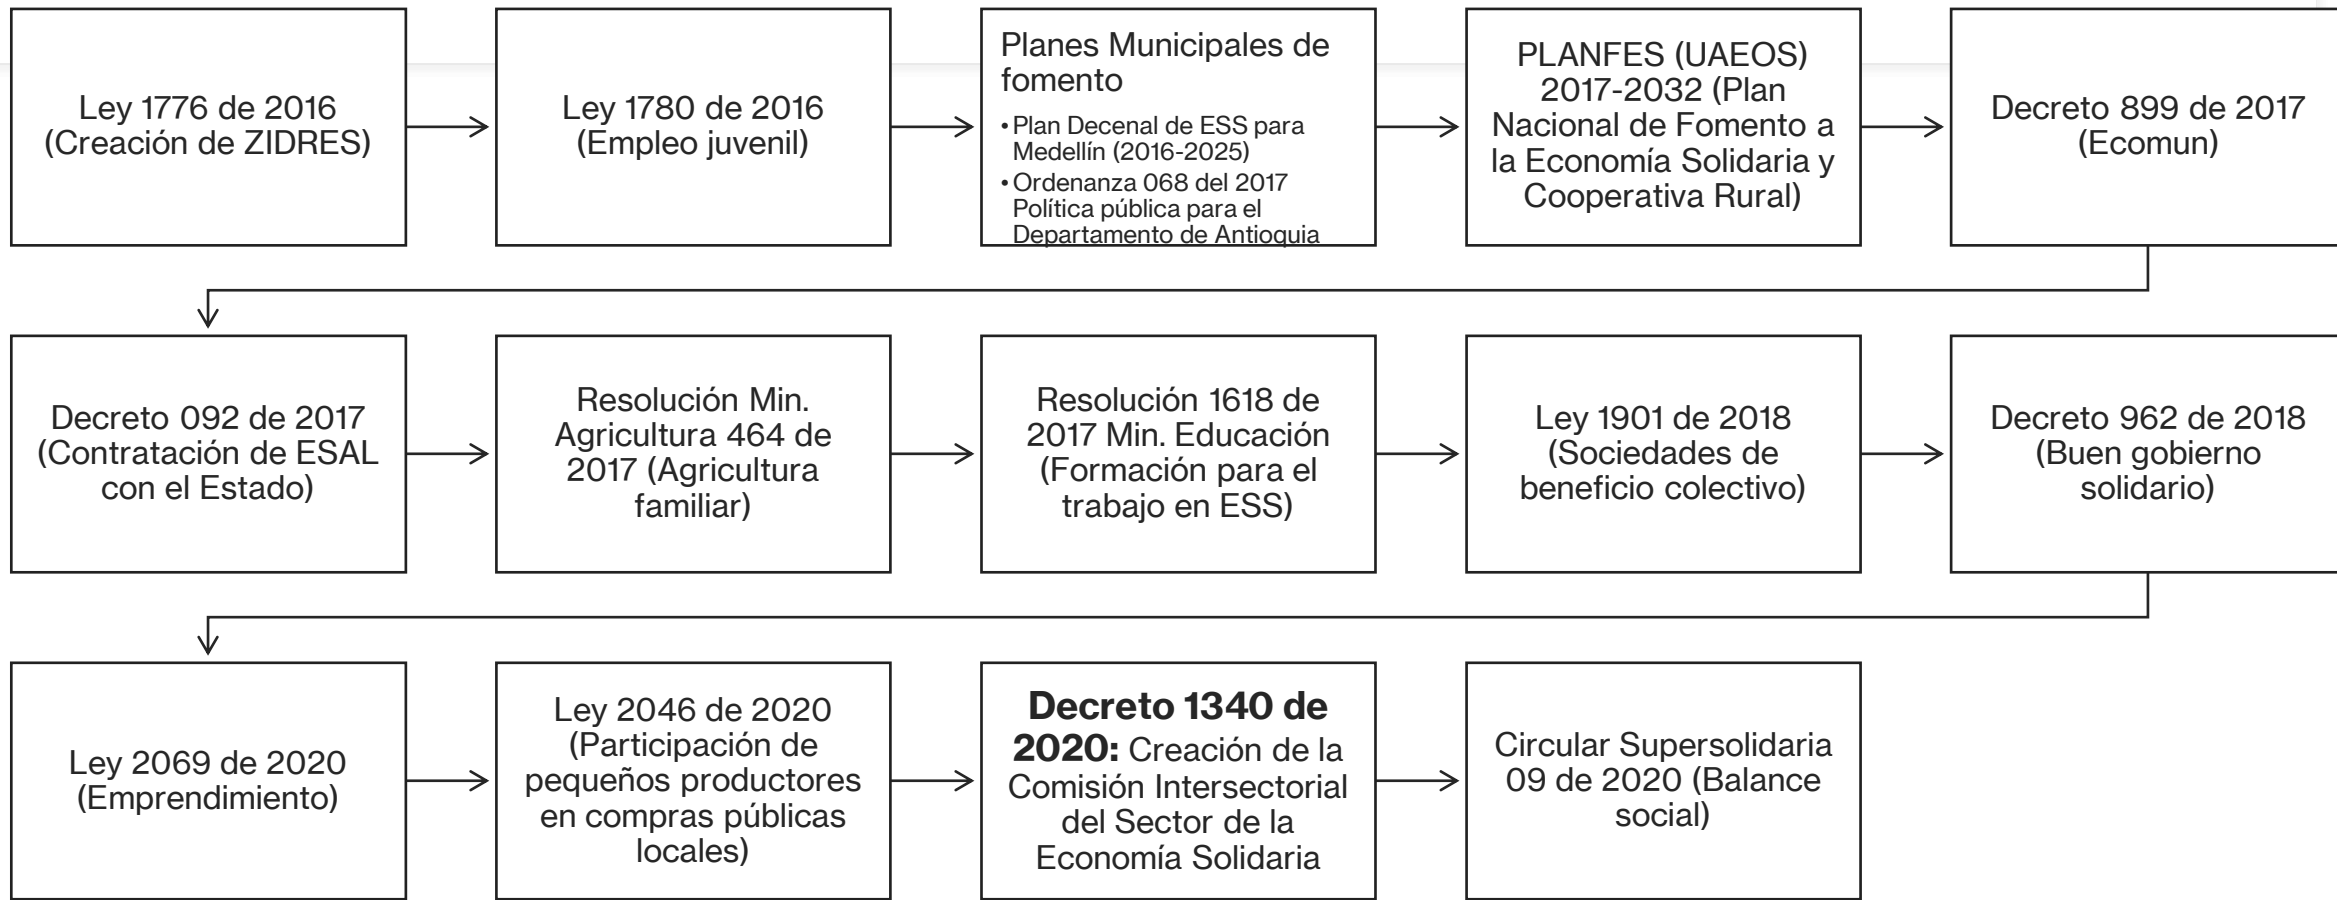 Ley 1776 de 2016
(Creación de ZIDRES)
Ley 1780 de 2016
(Empleo juvenil)
Planes Municipales de
fomento
• Plan Decenal de ESS para
Medellín (2016-2025)
• Ordenanza 068 del 2017
Política pública para el
Departamento de Antioquia
PLANFES (UAEOS)
2017-2032 (Plan
Nacional de Fomento a
la Economía Solidaria y
Cooperativa Rural)
Decreto 899 de 2017
(Ecomun)
Decreto 092 de 2017
(Contratación de ESAL
con el Estado)
Resolución Min.
Agricultura 464 de
2017 (Agricultura
familiar)
Resolución 1618 de
2017 Min. Educación
(Formación para el
trabajo en ESS)
Ley 1901 de 2018
(Sociedades de
beneficio colectivo)
Decreto 962 de 2018
(Buen gobierno
solidario)
Ley 2069 de 2020
(Emprendimiento)
Ley 2046 de 2020
(Participación de
pequeños productores
en compras públicas
locales)
Decreto 1340 de
2020: Creación de la
Comisión Intersectorial
del Sector de la
Economía Solidaria
Circular Supersolidaria
09 de 2020 (Balance
social)